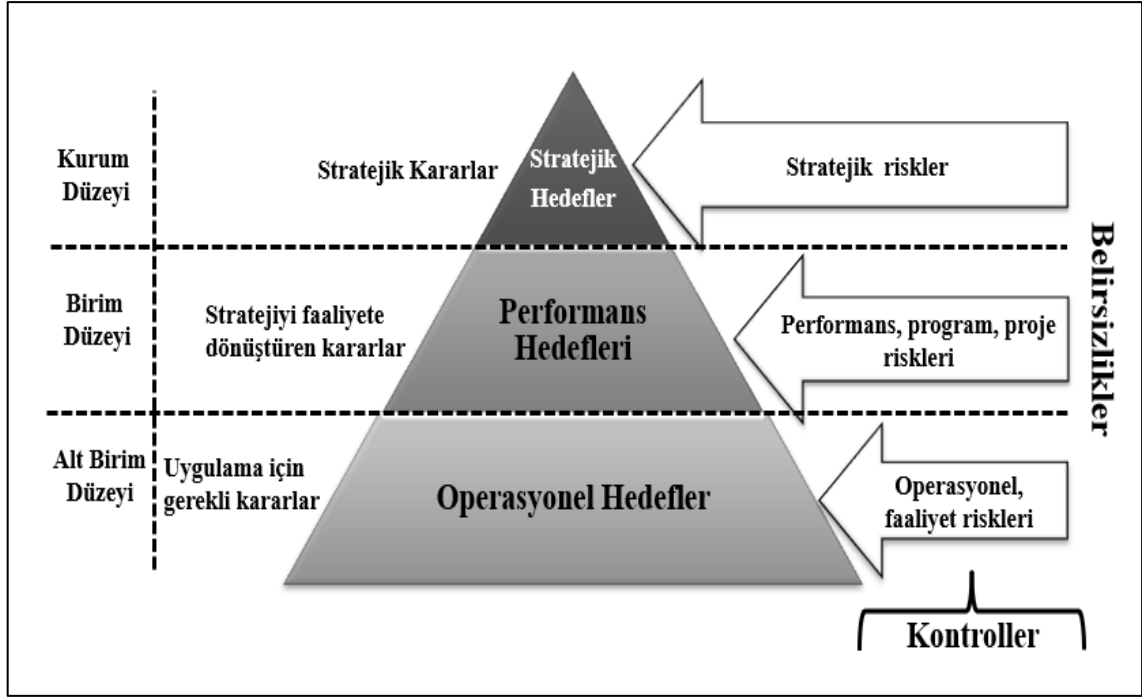 Kurum
Düzeyi
Stratejik Kararlar
Stratejik
Hedefler
Stratejik riskler
Birim
Düzeyi
Stratejiyi faaliyete
dönüştüren kararlar
Performans
Hedefleri
Performans, program, proje
riskleri
Alt Birim
Düzeyi
Uygulama için
gerekli kararlar
Operasyonel Hedefler
Operasyonel,
faaliyet riskleri
Belirsizlikler
Kontroller